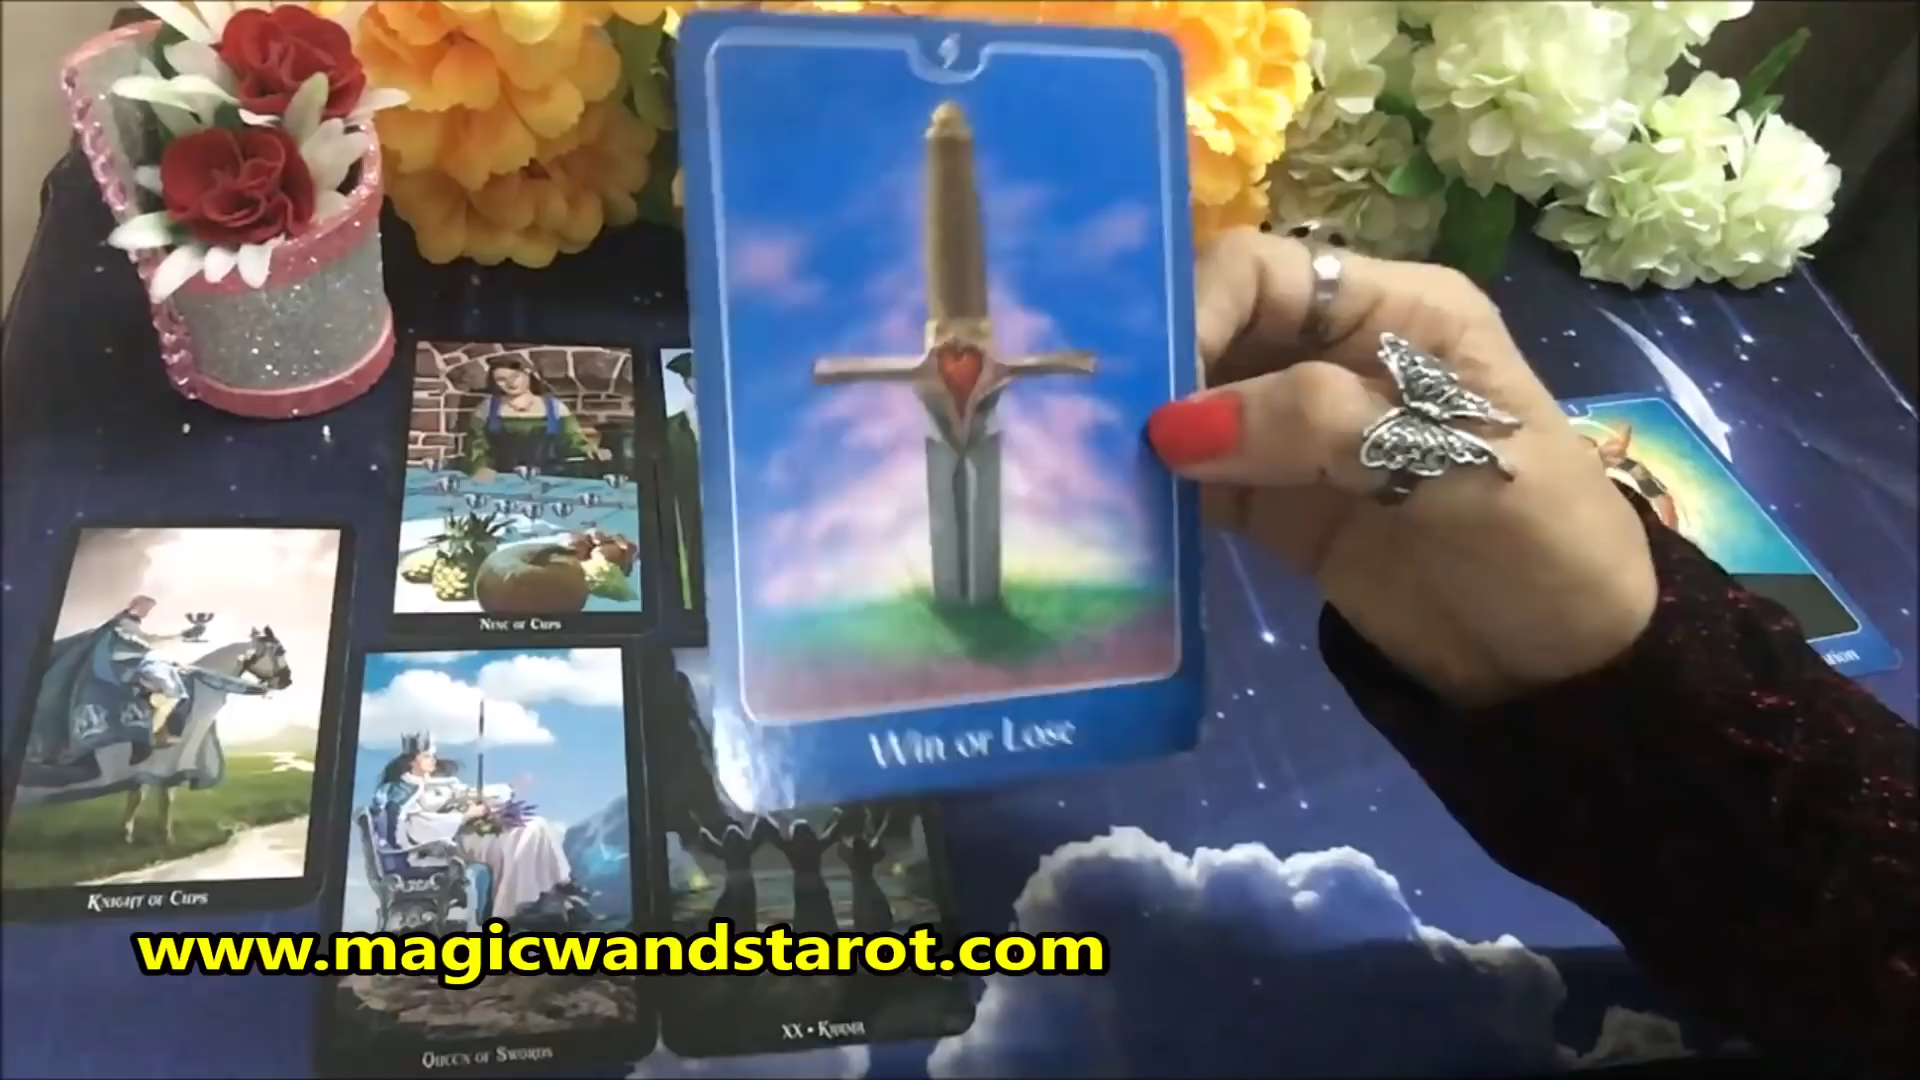 Win or Lose
Nine of Cups
Knight of Cups
Queen of Swords
XX • Karma
www.magicwandstarot.com